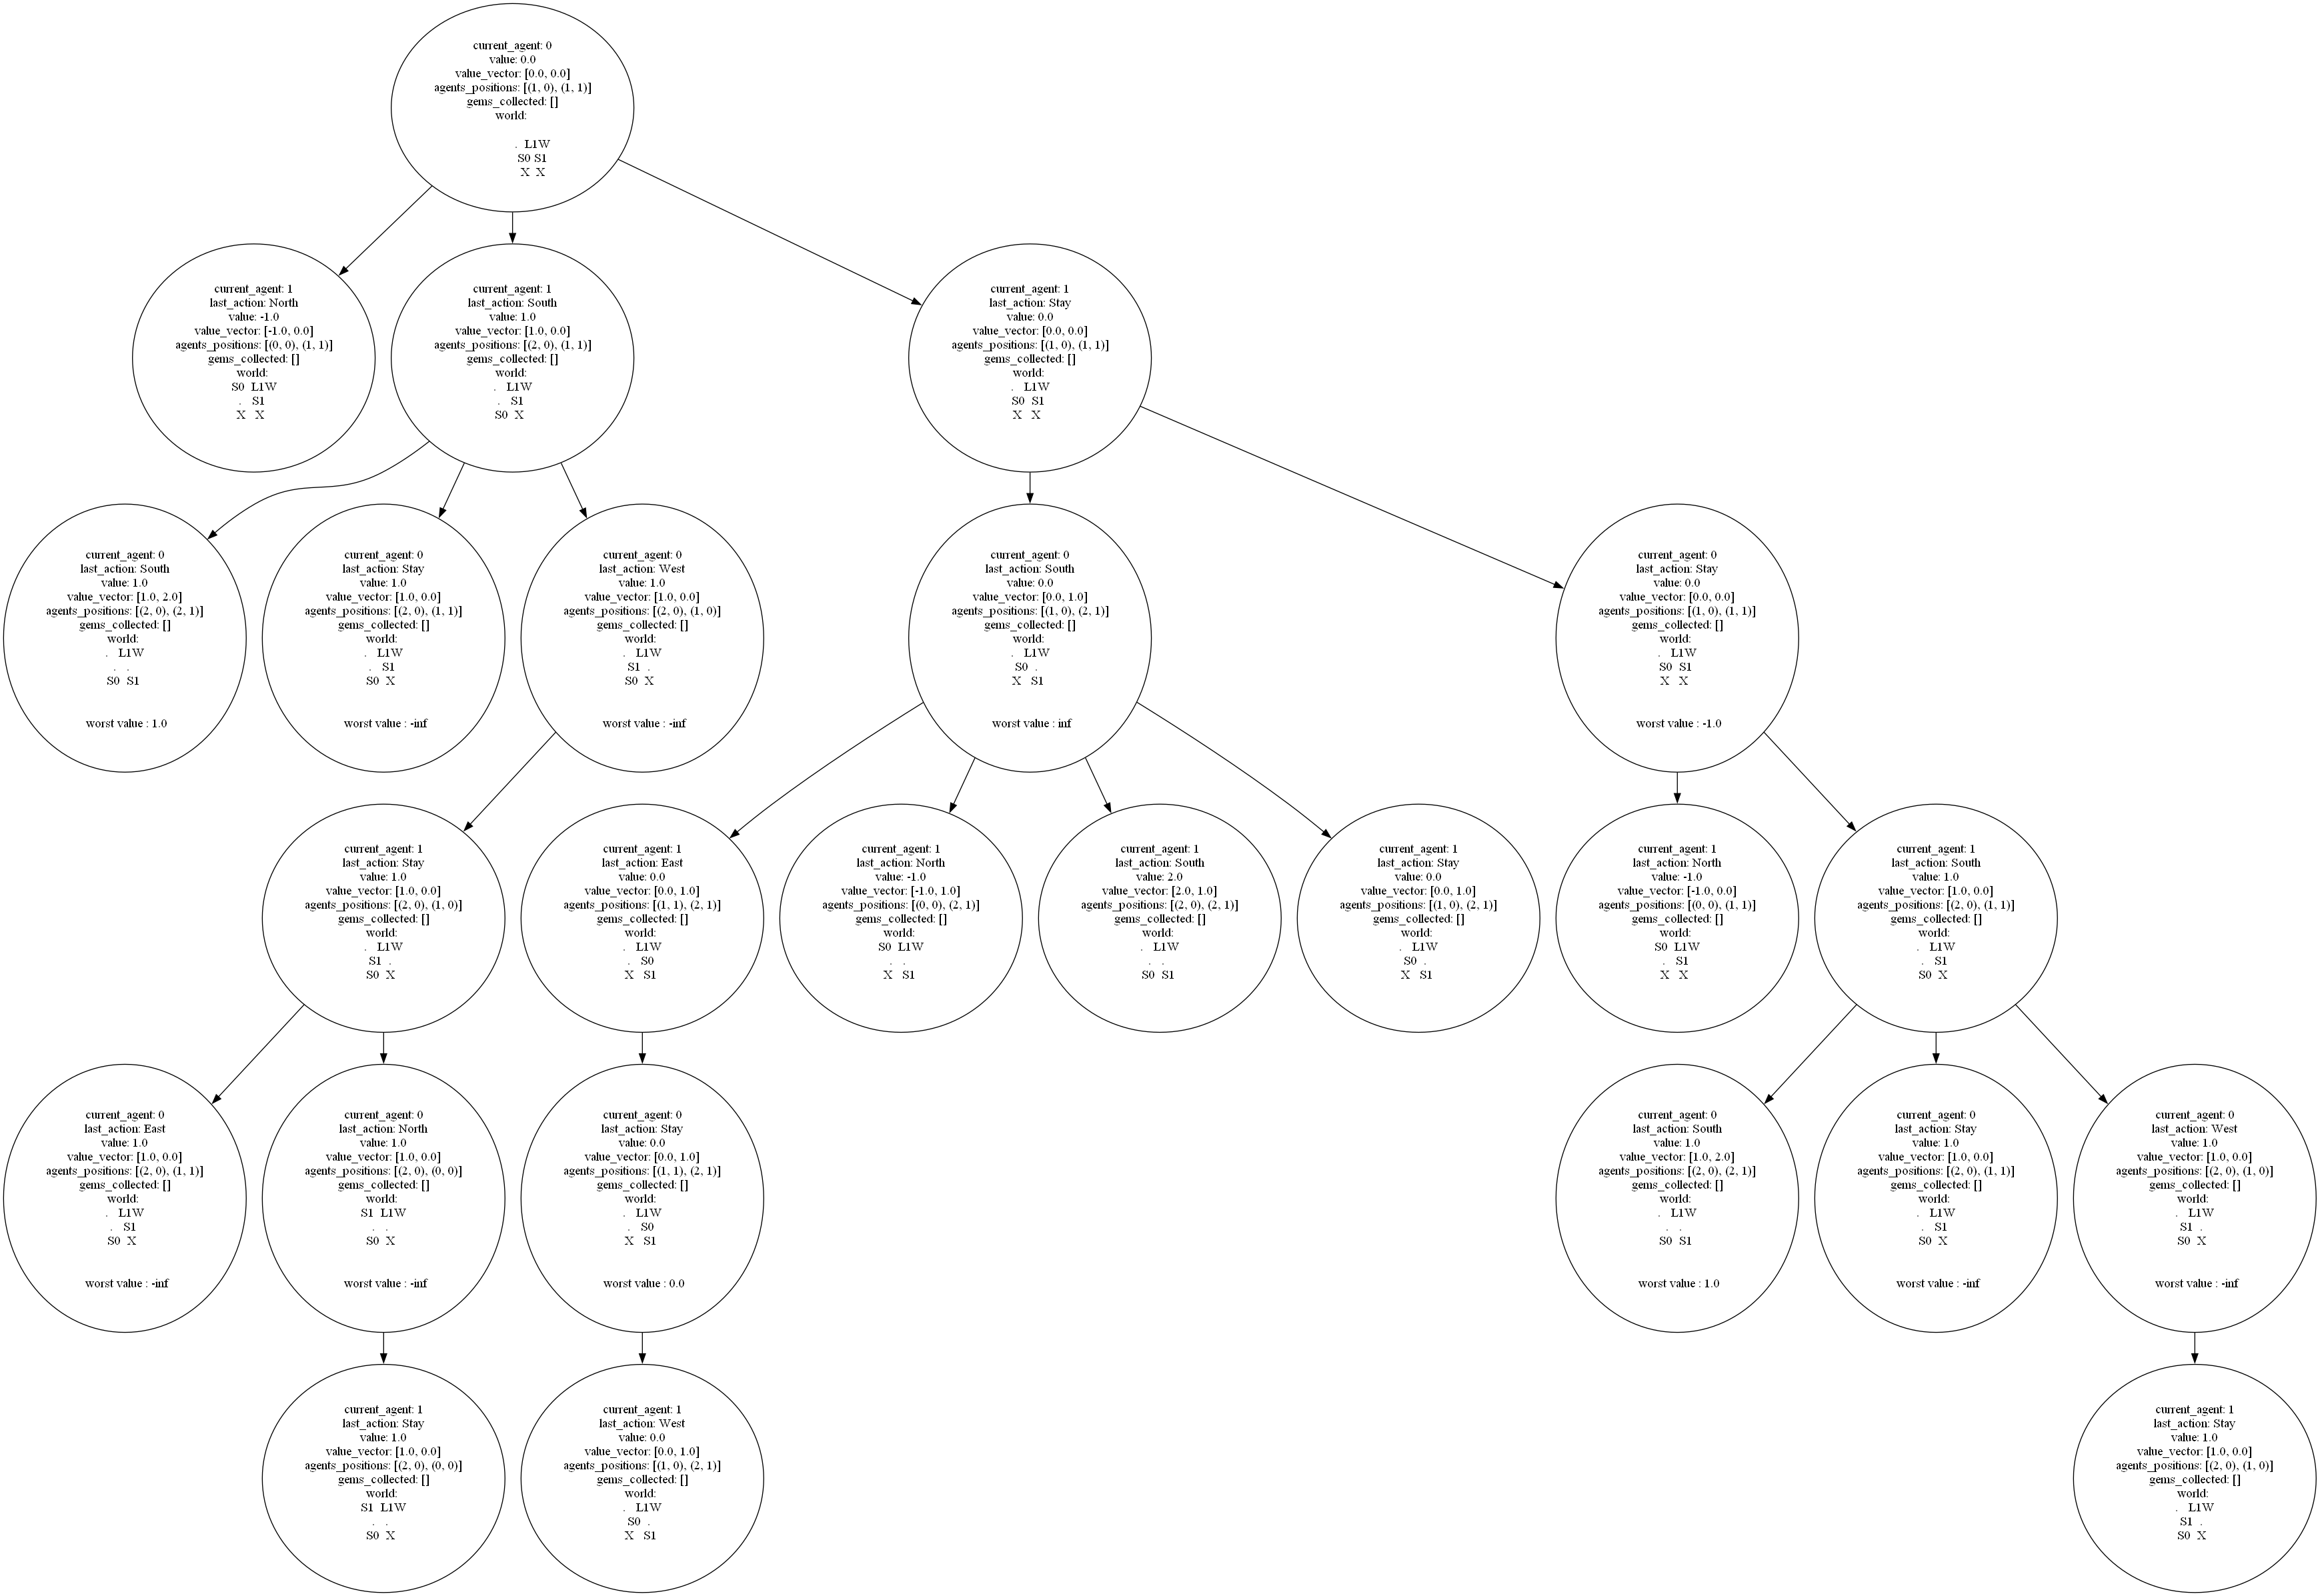 current_agent: 0
value: 0.0
value_vector: [0.0, 0.0]
agents_positions: [(1, 0), (1, 1)]
gems_collected: []
world:
. L1W
S0 S1
X X
current_agent: 1
last_action: North
value: -1.0
value_vector: [-1.0, 0.0]
agents_positions: [(0, 0), (1, 1)]
gems_collected: []
world:
S0 L1W
. S1
X X
current_agent: 1
last_action: South
value: 1.0
value_vector: [1.0, 0.0]
agents_positions: [(2, 0), (1, 1)]
gems_collected: []
world:
. L1W
. S1
S0 X
current_agent: 1
last_action: Stay
value: 0.0
value_vector: [0.0, 0.0]
agents_positions: [(1, 0), (1, 1)]
gems_collected: []
world:
. L1W
S0 S1
X X
current_agent: 0
last_action: South
value: 1.0
value_vector: [1.0, 2.0]
agents_positions: [(2, 0), (2, 1)]
gems_collected: []
world:
. L1W
. .
S0 S1
worst value : 1.0
current_agent: 0
last_action: Stay
value: 1.0
value_vector: [1.0, 0.0]
agents_positions: [(2, 0), (1, 1)]
gems_collected: []
world:
. L1W
. S1
S0 X
worst value : -inf
current_agent: 0
last_action: West
value: 1.0
value_vector: [1.0, 0.0]
agents_positions: [(2, 0), (1, 0)]
gems_collected: []
world:
. L1W
S1 .
S0 X
worst value : -inf
current_agent: 0
last_action: South
value: 0.0
value_vector: [0.0, 1.0]
agents_positions: [(1, 0), (2, 1)]
gems_collected: []
world:
. L1W
S0 .
X S1
worst value : inf
current_agent: 0
last_action: Stay
value: 0.0
value_vector: [0.0, 0.0]
agents_positions: [(1, 0), (1, 1)]
gems_collected: []
world:
. L1W
S0 S1
X X
worst value : -1.0
current_agent: 1
last_action: Stay
value: 1.0
value_vector: [1.0, 0.0]
agents_positions: [(2, 0), (1, 0)]
gems_collected: []
world:
. L1W
S1 .
S0 X
current_agent: 1
last_action: East
value: 0.0
value_vector: [0.0, 1.0]
agents_positions: [(1, 1), (2, 1)]
gems_collected: []
world:
. L1W
. S0
X S1
current_agent: 1
last_action: North
value: -1.0
value_vector: [-1.0, 1.0]
agents_positions: [(0, 0), (2, 1)]
gems_collected: []
world:
S0 L1W
. .
X S1
current_agent: 1
last_action: South
value: 2.0
value_vector: [2.0, 1.0]
agents_positions: [(2, 0), (2, 1)]
gems_collected: []
world:
. L1W
. .
S0 S1
current_agent: 1
last_action: Stay
value: 0.0
value_vector: [0.0, 1.0]
agents_positions: [(1, 0), (2, 1)]
gems_collected: []
world:
. L1W
S0 .
X S1
current_agent: 1
last_action: North
value: -1.0
value_vector: [-1.0, 0.0]
agents_positions: [(0, 0), (1, 1)]
gems_collected: []
world:
S0 L1W
. S1
X X
current_agent: 1
last_action: South
value: 1.0
value_vector: [1.0, 0.0]
agents_positions: [(2, 0), (1, 1)]
gems_collected: []
world:
. L1W
. S1
S0 X
current_agent: 0
last_action: East
value: 1.0
value_vector: [1.0, 0.0]
agents_positions: [(2, 0), (1, 1)]
gems_collected: []
world:
. L1W
. S1
S0 X
worst value : -inf
current_agent: 0
last_action: North
value: 1.0
value_vector: [1.0, 0.0]
agents_positions: [(2, 0), (0, 0)]
gems_collected: []
world:
S1 L1W
. .
S0 X
worst value : -inf
current_agent: 0
last_action: Stay
value: 0.0
value_vector: [0.0, 1.0]
agents_positions: [(1, 1), (2, 1)]
gems_collected: []
world:
. L1W
. S0
X S1
worst value : 0.0
current_agent: 0
last_action: South
value: 1.0
value_vector: [1.0, 2.0]
agents_positions: [(2, 0), (2, 1)]
gems_collected: []
world:
. L1W
. .
S0 S1
worst value : 1.0
current_agent: 0
last_action: Stay
value: 1.0
value_vector: [1.0, 0.0]
agents_positions: [(2, 0), (1, 1)]
gems_collected: []
world:
. L1W
. S1
S0 X
worst value : -inf
current_agent: 0
last_action: West
value: 1.0
value_vector: [1.0, 0.0]
agents_positions: [(2, 0), (1, 0)]
gems_collected: []
world:
. L1W
S1 .
S0 X
worst value : -inf
current_agent: 1
last_action: Stay
value: 1.0
value_vector: [1.0, 0.0]
agents_positions: [(2, 0), (0, 0)]
gems_collected: []
world:
S1 L1W
. .
S0 X
current_agent: 1
last_action: West
value: 0.0
value_vector: [0.0, 1.0]
agents_positions: [(1, 0), (2, 1)]
gems_collected: []
world:
. L1W
S0 .
X S1
current_agent: 1
last_action: Stay
value: 1.0
value_vector: [1.0, 0.0]
agents_positions: [(2, 0), (1, 0)]
gems_collected: []
world:
. L1W
S1 .
S0 X